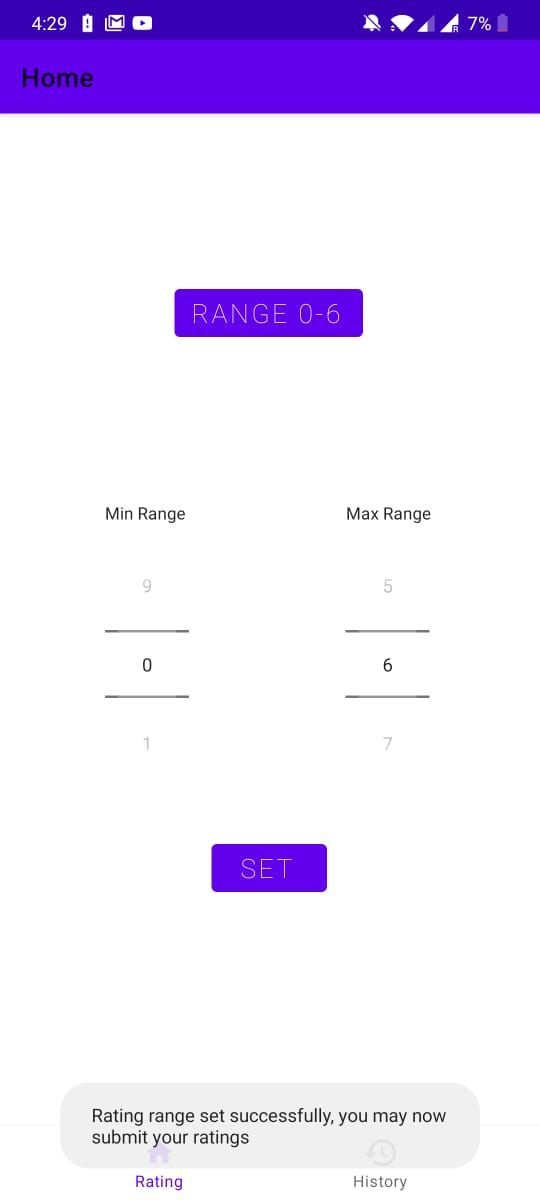 4:29 7%
Home
RANGE 0-6
Min Range Max Range
9 5
0 6
1 7
SET
Rating range set successfully, you may now
submit your ratings
Rating History